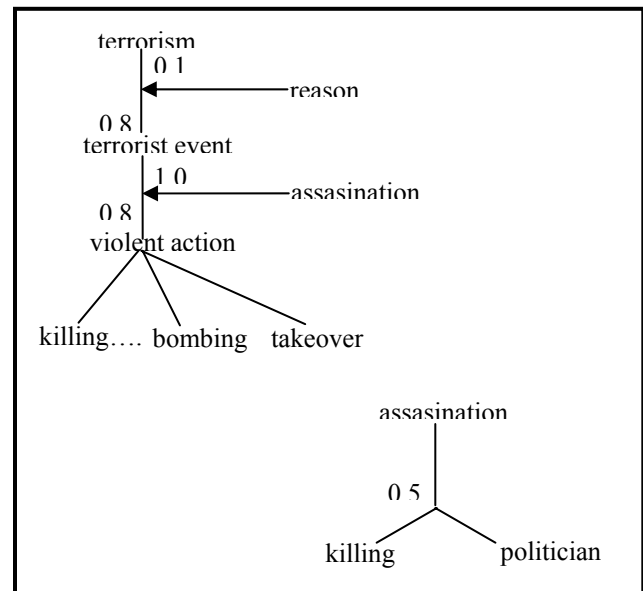 terrorism
0.1
reason
0.8
terrorist event
1.0
assasination
0.8
violent action
killing.... bombing takeover
assasination
0.5
killing politician